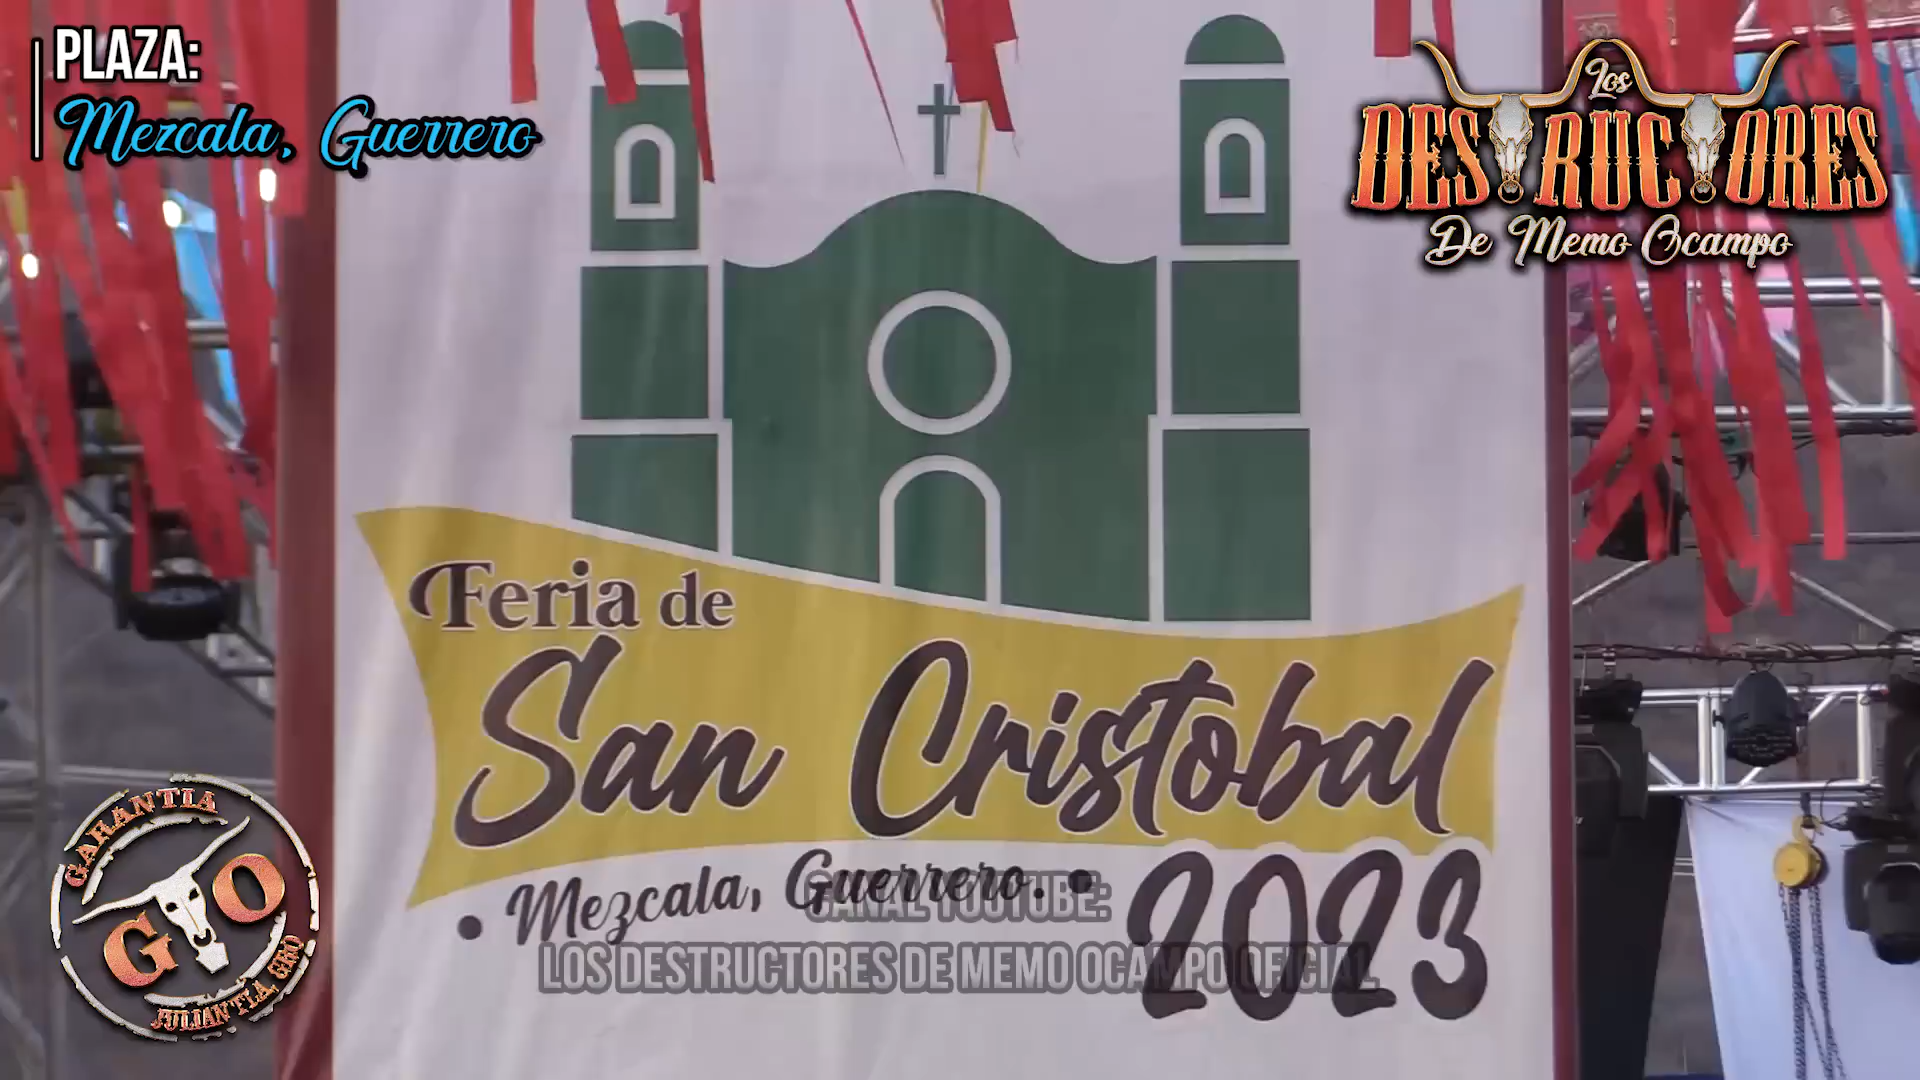 PLAZA:
Mezcala, Guerrero
Los
DESTRUCTORES
De Memo Ocampo
Feria de
San Cristobal
2023
• Mezcala, Guerrero. •
CANAL YOUTUBE:
LOS DESTRUCTORES DE MEMO OCAMPO OFICIAL
GARANTIA
GO
JULIANTLA, GRO